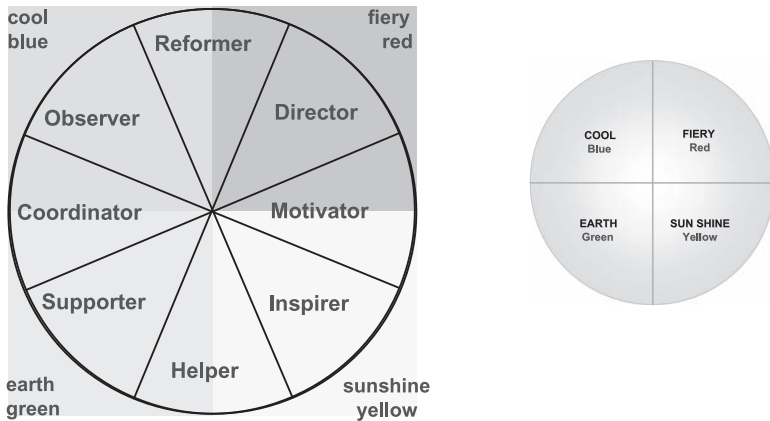 cool
blue
fiery
red
Reformer
Observer
Director
Coordinator
Motivator
Supporter
Inspirer
Helper
earth
green
sunshine
yellow
COOL
Blue
FIERY
Red
EARTH
Green
SUN SHINE
Yellow